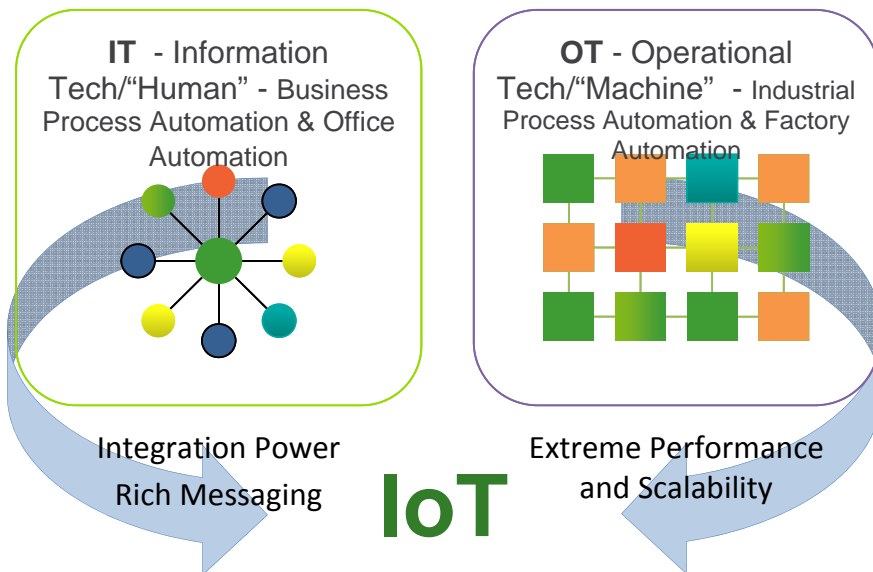 IT - Information
Tech/“Human” - Business
Process Automation & Office
Automation
OT - Operational
Tech/“Machine” - Industrial
Process Automation & Factory
Automation
Integration Power
Rich Messaging
IoT
Extreme Performance
and Scalability